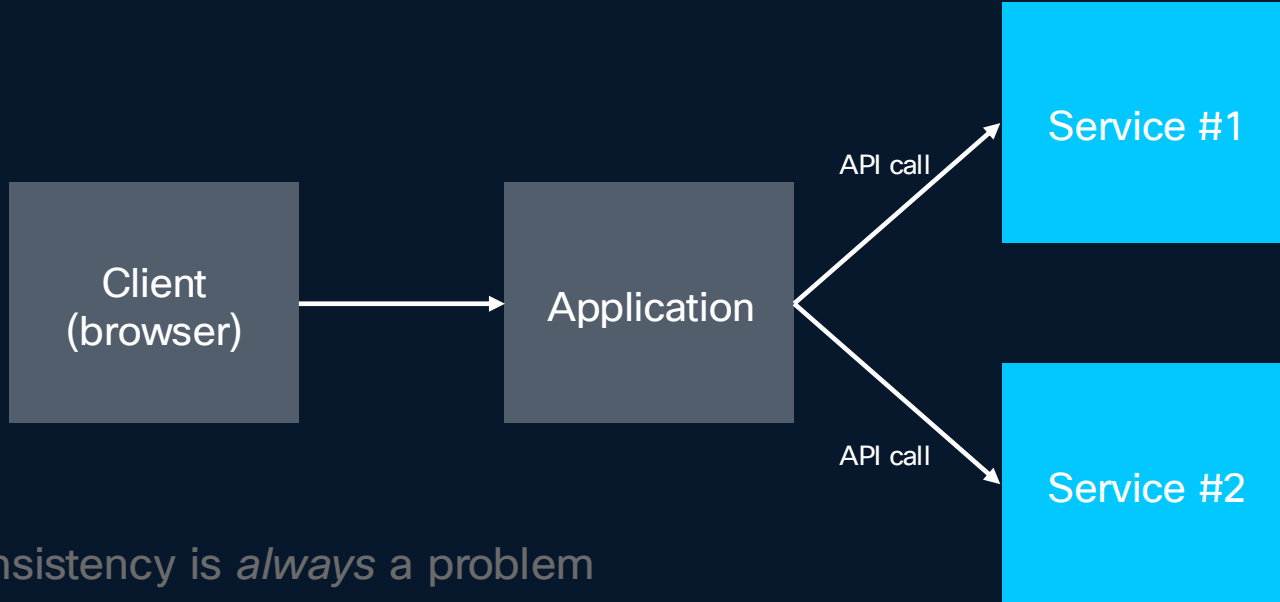 Service #1
API call
Client
(browser)
Application
API call
Service #2
nsistency is always a problem